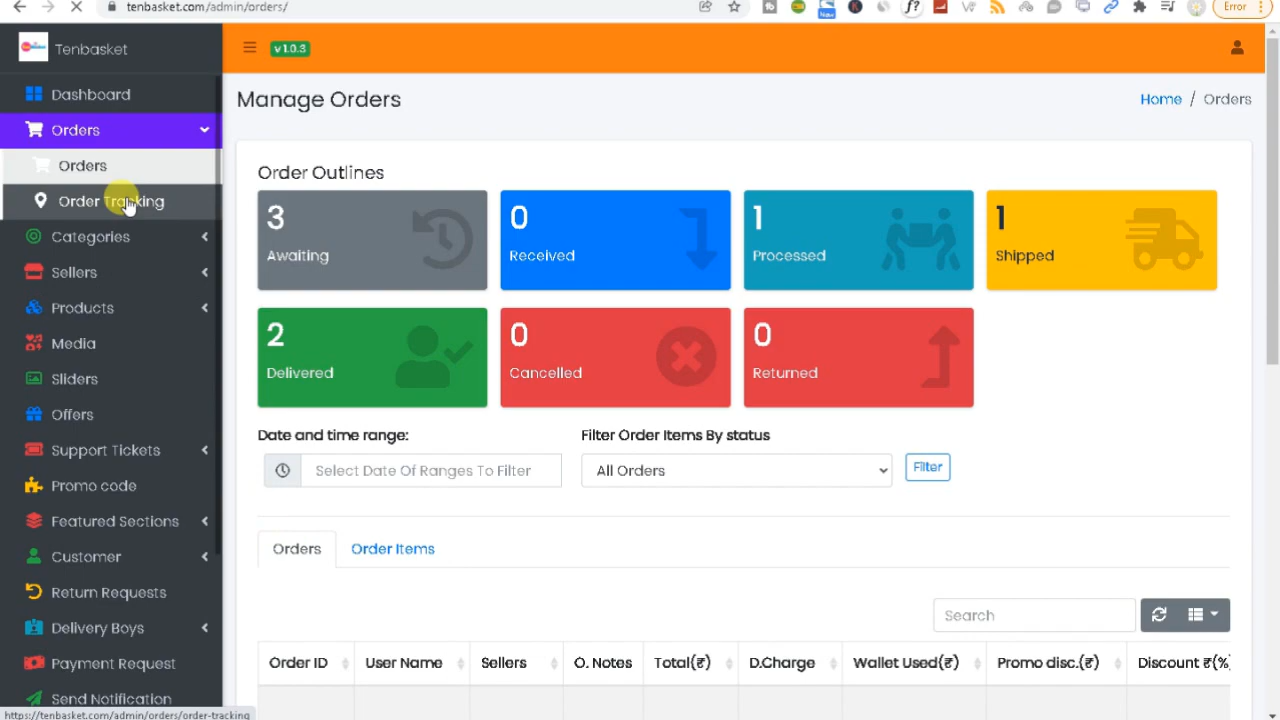 tenbasket.com/admin/orders/
Error
Tenbasket
v1.0.3
Dashboard
Orders
Orders
Order Tracking
Categories
Sellers
Products
Media
Sliders
Offers
Support Tickets
Promo code
Featured Sections
Customer
Return Requests
Delivery Boys
Payment Request
Send Notification
https://tenbasket.com/admin/orders/order-tracking
Manage Orders
Home / Orders
Order Outlines
3
Awaiting
0
Received
1
Processed
1
Shipped
2
Delivered
0
Cancelled
0
Returned
Date and time range:
Select Date Of Ranges To Filter
Filter Order Items By status
All Orders
Filter
Orders Order Items
Search
Order ID User Name Sellers O. Notes Total(₹) D.Charge Wallet Used(₹) Promo disc.(₹) Discount ₹(%